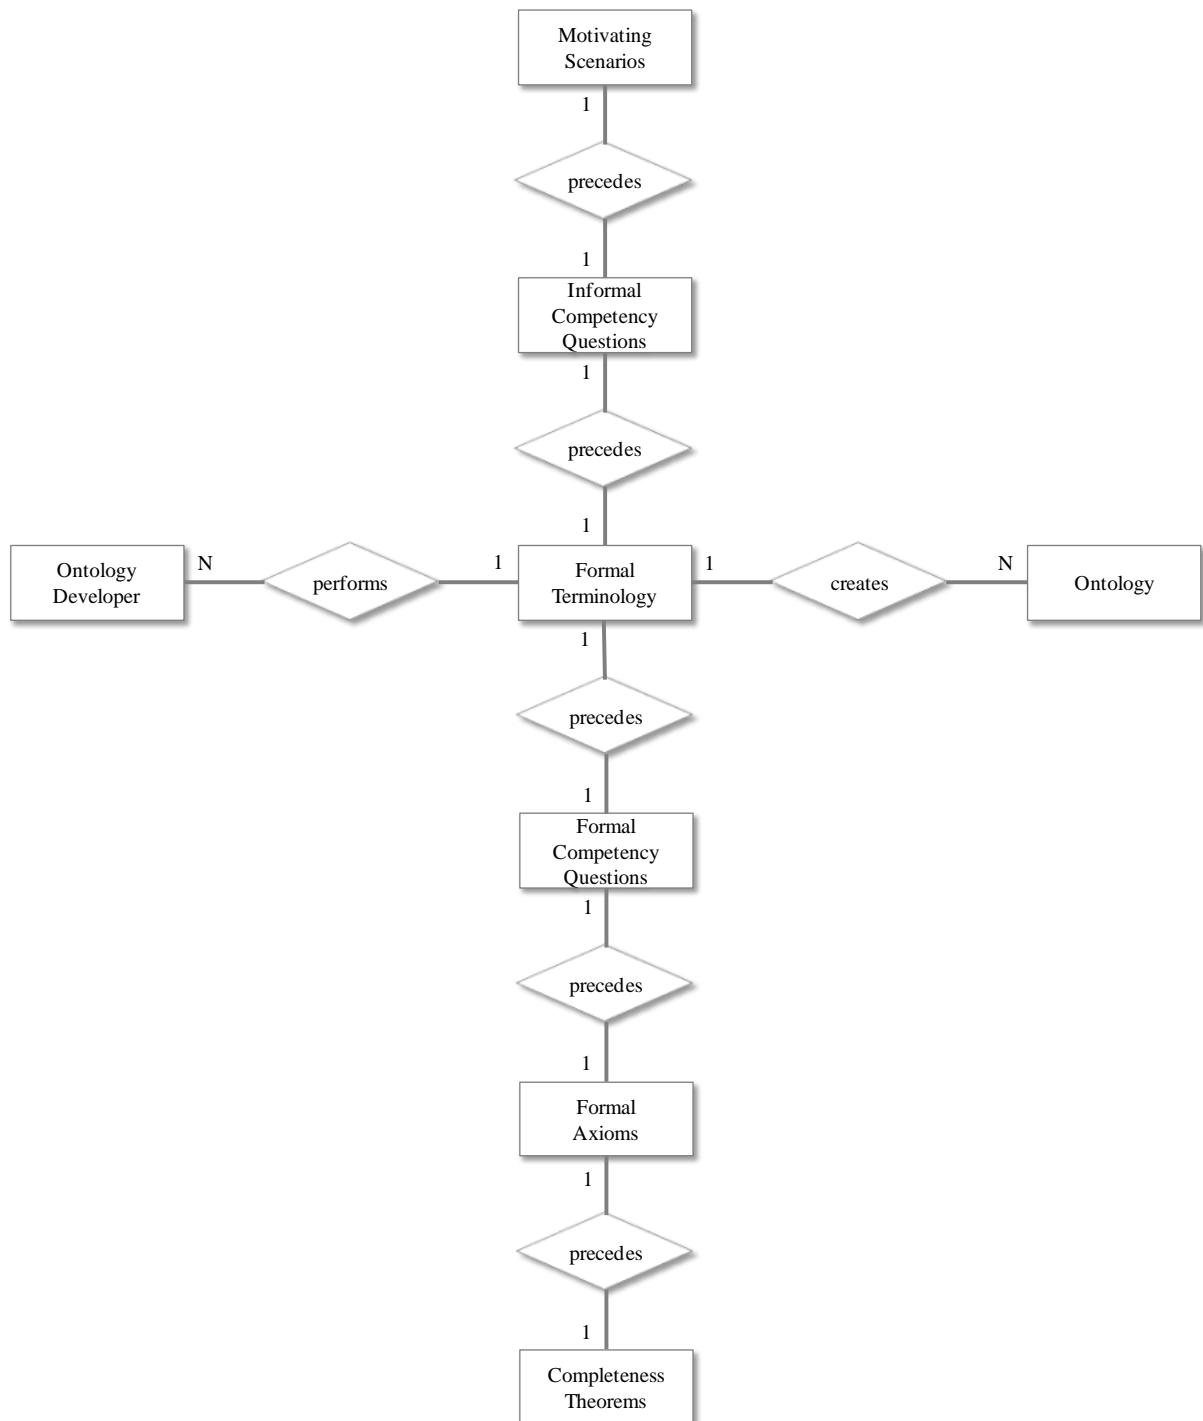 Motivating
Scenarios
1
precedes
1
Informal
Competency
Questions
1
precedes
1
Ontology
Developer
N
performs
1
Formal
Terminology
1
creates
N
Ontology
1
precedes
1
Formal
Competency
Questions
1
precedes
1
Formal
Axioms
1
precedes
1
Completeness
Theorems